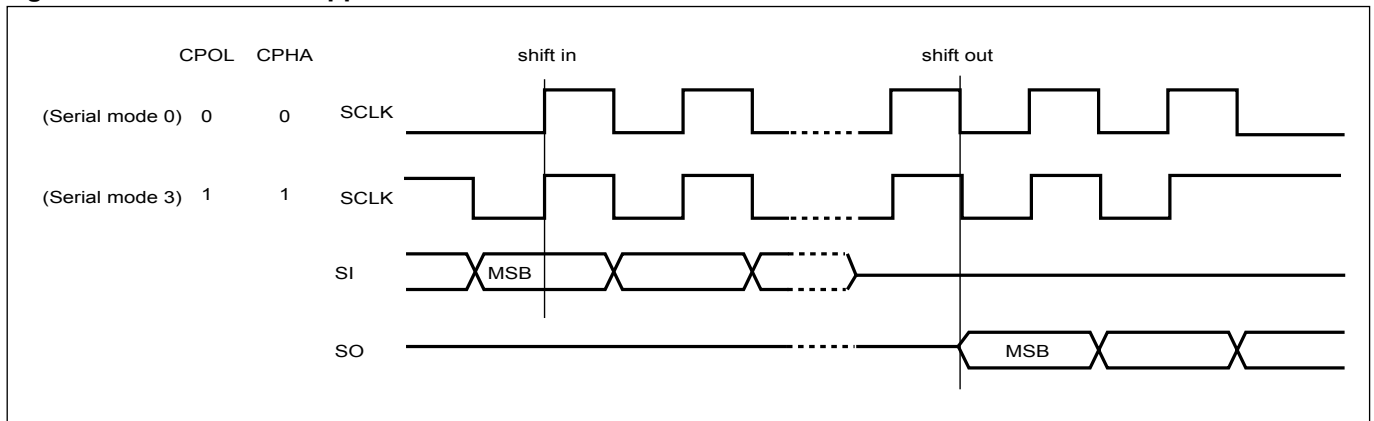 CPOL CPHA shift in shift out
(Serial mode 0) 0 0 SCLK
(Serial mode 3) 1 1 SCLK
SI MSB
SO MSB